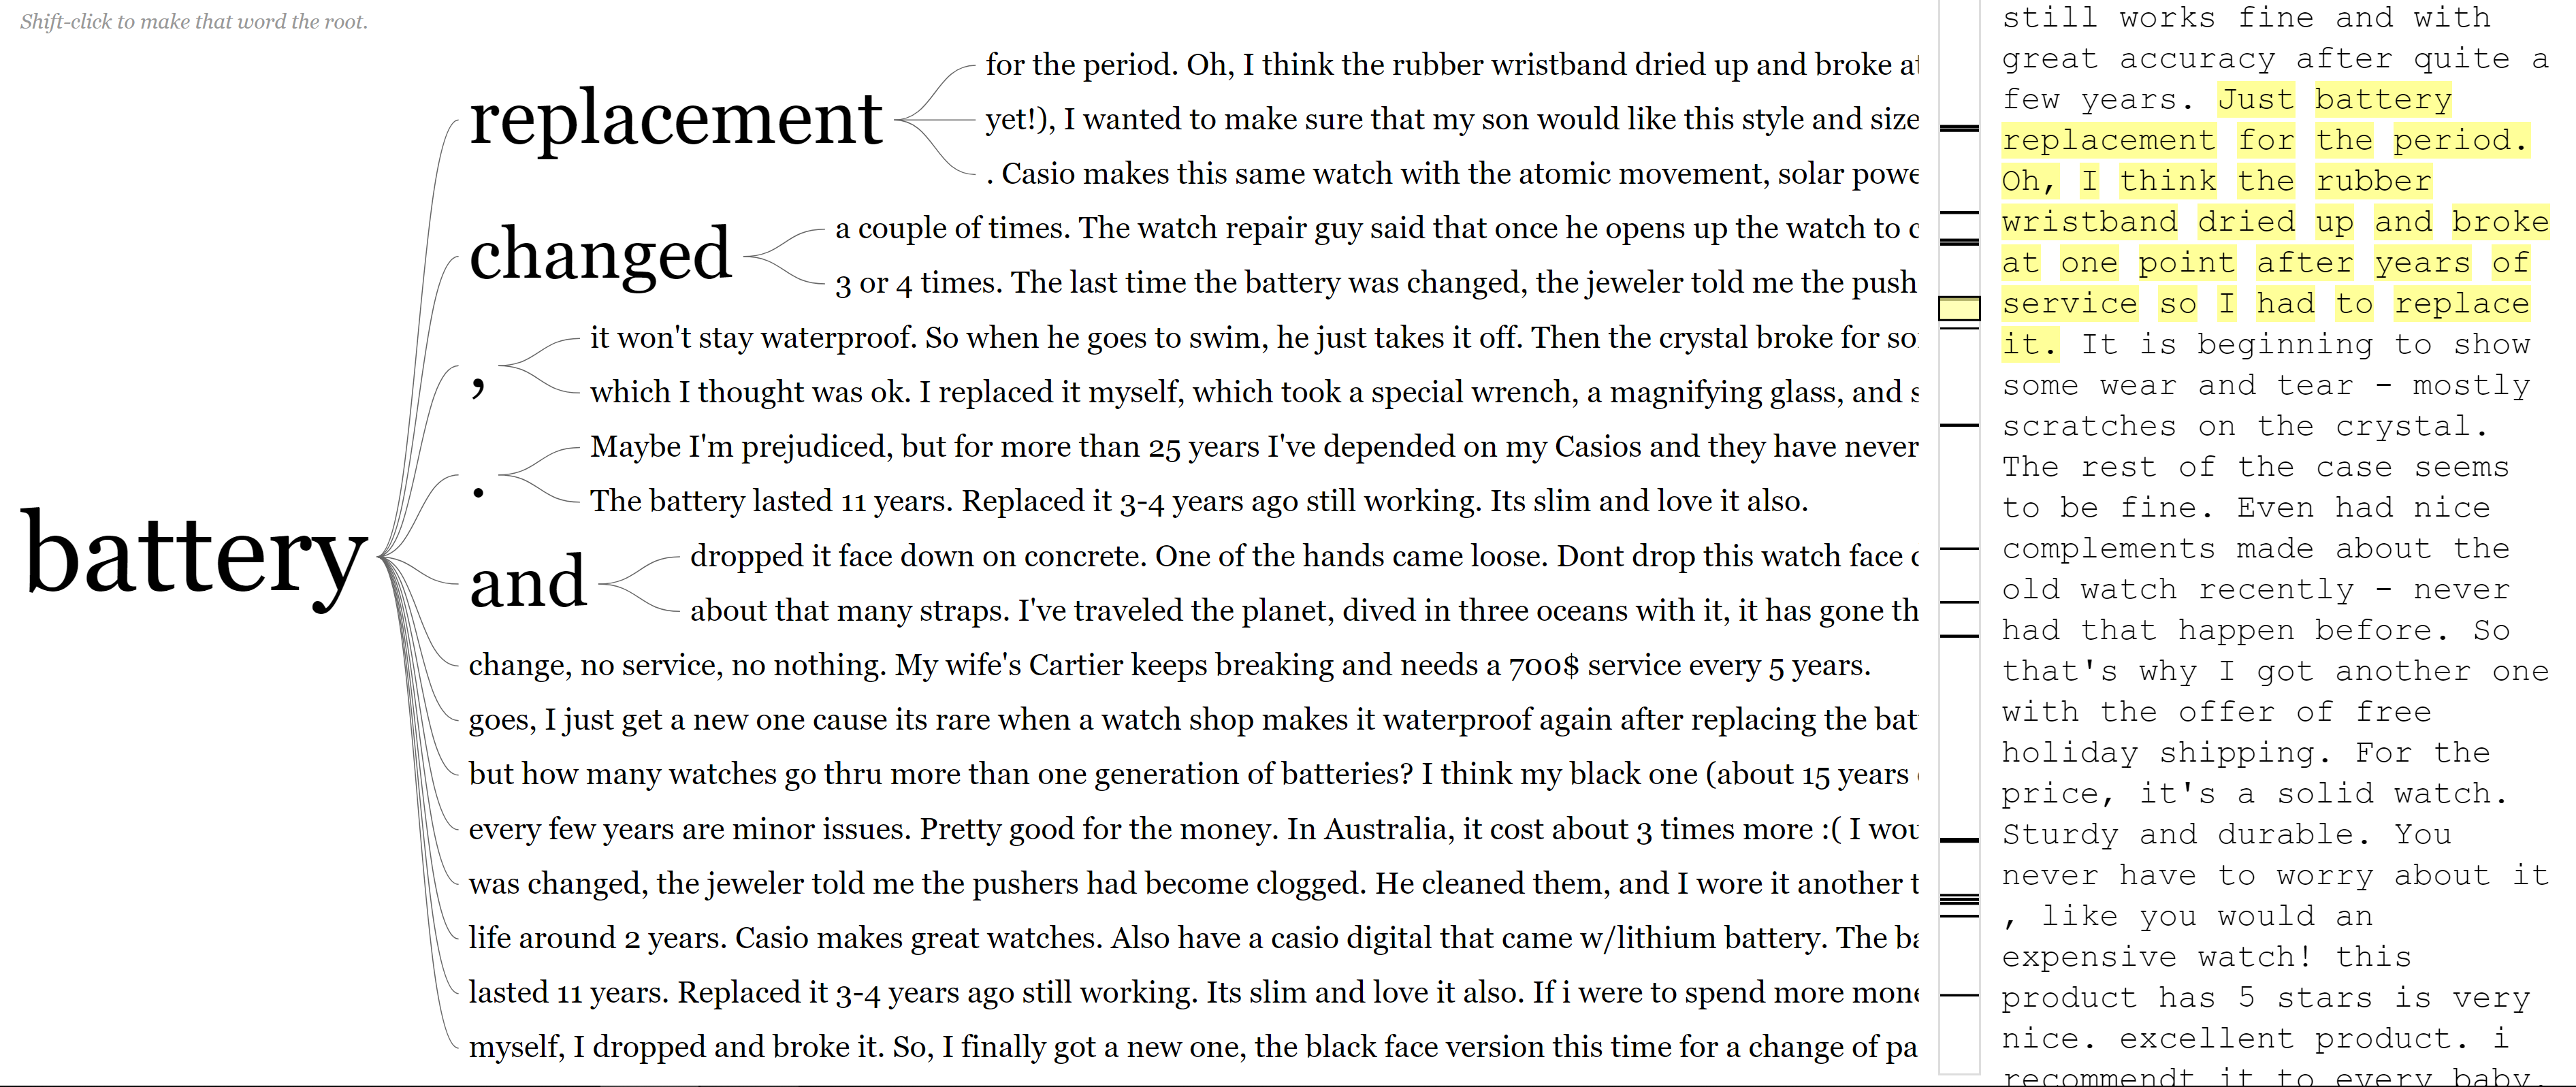 Shift-click to make that word the root.
battery
replacement
for the period. Oh, I think the rubber wristband dried up and broke at
yet!), I wanted to make sure that my son would like this style and size
. Casio makes this same watch with the atomic movement, solar powe
changed
a couple of times. The watch repair guy said that once he opens up the watch to c
3 or 4 times. The last time the battery was changed, the jeweler told me the push
,
it won't stay waterproof. So when he goes to swim, he just takes it off. Then the crystal broke for so
which I thought was ok. I replaced it myself, which took a special wrench, a magnifying glass, and s
.
Maybe I'm prejudiced, but for more than 25 years I've depended on my Casios and they have never
The battery lasted 11 years. Replaced it 3-4 years ago still working. Its slim and love it also.
and
dropped it face down on concrete. One of the hands came loose. Dont drop this watch face
about that many straps. I've traveled the planet, dived in three oceans with it, it has gone th
change, no service, no nothing. My wife's Cartier keeps breaking and needs a 700$ service every 5 years.
goes, I just get a new one cause its rare when a watch shop makes it waterproof again after replacing the bat
but how many watches go thru more than one generation of batteries? I think my black one (about 15 years
every few years are minor issues. Pretty good for the money. In Australia, it cost about 3 times more :( I wou
was changed, the jeweler told me the pushers had become clogged. He cleaned them, and I wore it another t
life around 2 years. Casio makes great watches. Also have a casio digital that came w/lithium battery. The ba
lasted 11 years. Replaced it 3-4 years ago still working. Its slim and love it also. If i were to spend more mone
myself, I dropped and broke it. So, I finally got a new one, the black face version this time for a change of pa
still works fine and with
great accuracy after quite a
few years. Just battery
replacement for the period.
Oh, I think the rubber
wristband dried up and broke
at one point after years of
service so I had to replace
it. It is beginning to show
some wear and tear - mostly
scratches on the crystal.
The rest of the case seems
to be fine. Even had nice
complements made about the
old watch recently - never
had that happen before. So
that's why I got another one
with the offer of free
holiday shipping. For the
price, it's a solid watch.
Sturdy and durable. You
never have to worry about it
, like you would an
expensive watch! this
product has 5 stars is very
nice. excellent product. i
recommendt it to every baby.